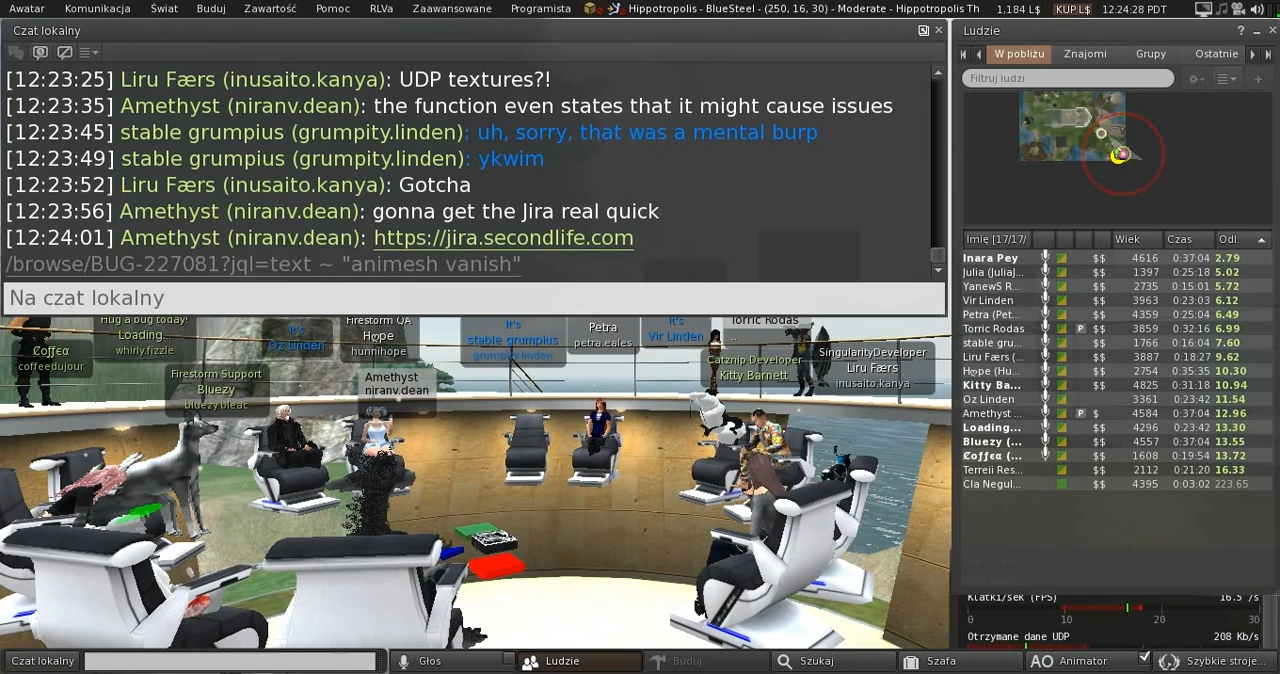 Awatar Komunikacja Świat Buduj Zawartość Pomoc RLVa Zaawansowane Programista Hippotropolis - BlueSteel - (250, 16, 30) - Moderate - Hippotropolis Th 1,184 L$ KUP L$ 12:24:28 PDT
Czat lokalny
[12:23:25] Liru Færs (inusaito.kanya): UDP textures?!
[12:23:35] Amethyst (niranv.dean): the function even states that it might cause issues
[12:23:45] stable grumpius (grumpity.linden): uh, sorry, that was a mental burp
[12:23:49] stable grumpius (grumpity.linden): ykwim
[12:23:52] Liru Færs (inusaito.kanya): Gotcha
[12:23:56] Amethyst (niranv.dean): gonna get the Jira real quick
[12:24:01] Amethyst (niranv.dean): https://jira.secondlife.com
/browse/BUG-227081?jql=text ~ "animesh vanish"
Na czat lokalny
Hug a bug today!
Loading...
whirly.fizzle
Coffεα
coffeedujour
Firestorm Support
Bluezy
bluezy.bleac
It's
Oz Linden
Firestorm QA
Hope
hunnihope
Amethyst
niranv.dean
It's
stable grumpius
grumpity.linden
Petra
petra.eales
It's
Vir Linden
Torric Rodas
Catznip Developer
Kitty Barnett
SingularityDeveloper
Liru Færs
inusaito.kanya
Ludzie
? _ ×
W pobliżu Znajomi Grupy Ostatnie
Filtruj ludzi
Imię [17/17/ Wiek Czas Odl.
Inara Pey $$ 4616 0:37:04 2.79
Julia (JuliaJ... $$ 1397 0:25:18 5.02
YanewS R... $$ 2735 0:15:01 5.72
Vir Linden $$ 3963 0:23:03 6.12
Petra (Pet... $$ 4359 0:25:04 6.49
Torric Rodas P $$ 3859 0:32:16 6.99
stable gru... $$ 1766 0:16:04 7.60
Liru Færs (... $$ 3887 0:18:27 9.62
Hope (Hu... $$ 2754 0:35:35 10.30
Kitty Ba... $$ 4825 0:31:18 10.94
Oz Linden $$ 3361 0:23:42 11.54
Amethyst ... P $ 4584 0:37:04 12.96
Loading... $$ 4296 0:23:42 13.30
Bluezy (... $$ 4557 0:37:04 13.55
Coffεα (... $$ 1608 0:19:54 13.72
Terreii Res... $$ 2112 0:21:20 16.33
Cla Negul... $$ 4395 0:03:02 223.65
Klatki/sek (FPS) 16.5 /s
0 10 20 30
Otrzymane dane UDP 208 Kb/s
Czat lokalny Głos Ludzie Buduj Szukaj Szafa AO Animator Szybkie stroje...